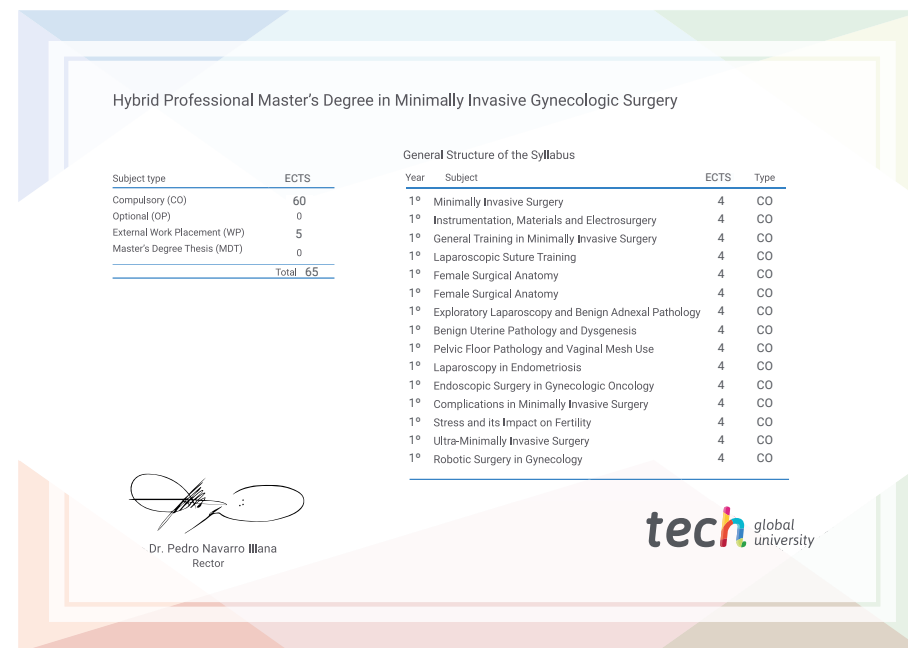 Hybrid Professional Master's Degree in Minimally Invasive Gynecologic Surgery
Subject type ECTS
Compulsory (CO) 60
Optional (OP) 0
External Work Placement (WP) 5
Master's Degree Thesis (MDT) 0
Total 65
General Structure of the Syllabus
Year Subject ECTS Type
1º Minimally Invasive Surgery 4 CO
1º Instrumentation, Materials and Electrosurgery 4 CO
1º General Training in Minimally Invasive Surgery 4 CO
1º Laparoscopic Suture Training 4 CO
1º Female Surgical Anatomy 4 CO
1º Female Surgical Anatomy 4 CO
1º Exploratory Laparoscopy and Benign Adnexal Pathology 4 CO
1º Benign Uterine Pathology and Dysgenesis 4 CO
1º Pelvic Floor Pathology and Vaginal Mesh Use 4 CO
1º Laparoscopy in Endometriosis 4 CO
1º Endoscopic Surgery in Gynecologic Oncology 4 CO
1º Complications in Minimally Invasive Surgery 4 CO
1º Stress and its Impact on Fertility 4 CO
1º Ultra-Minimally Invasive Surgery 4 CO
1º Robotic Surgery in Gynecology 4 CO
Dr. Pedro Navarro Illana
Rector
tech global
university